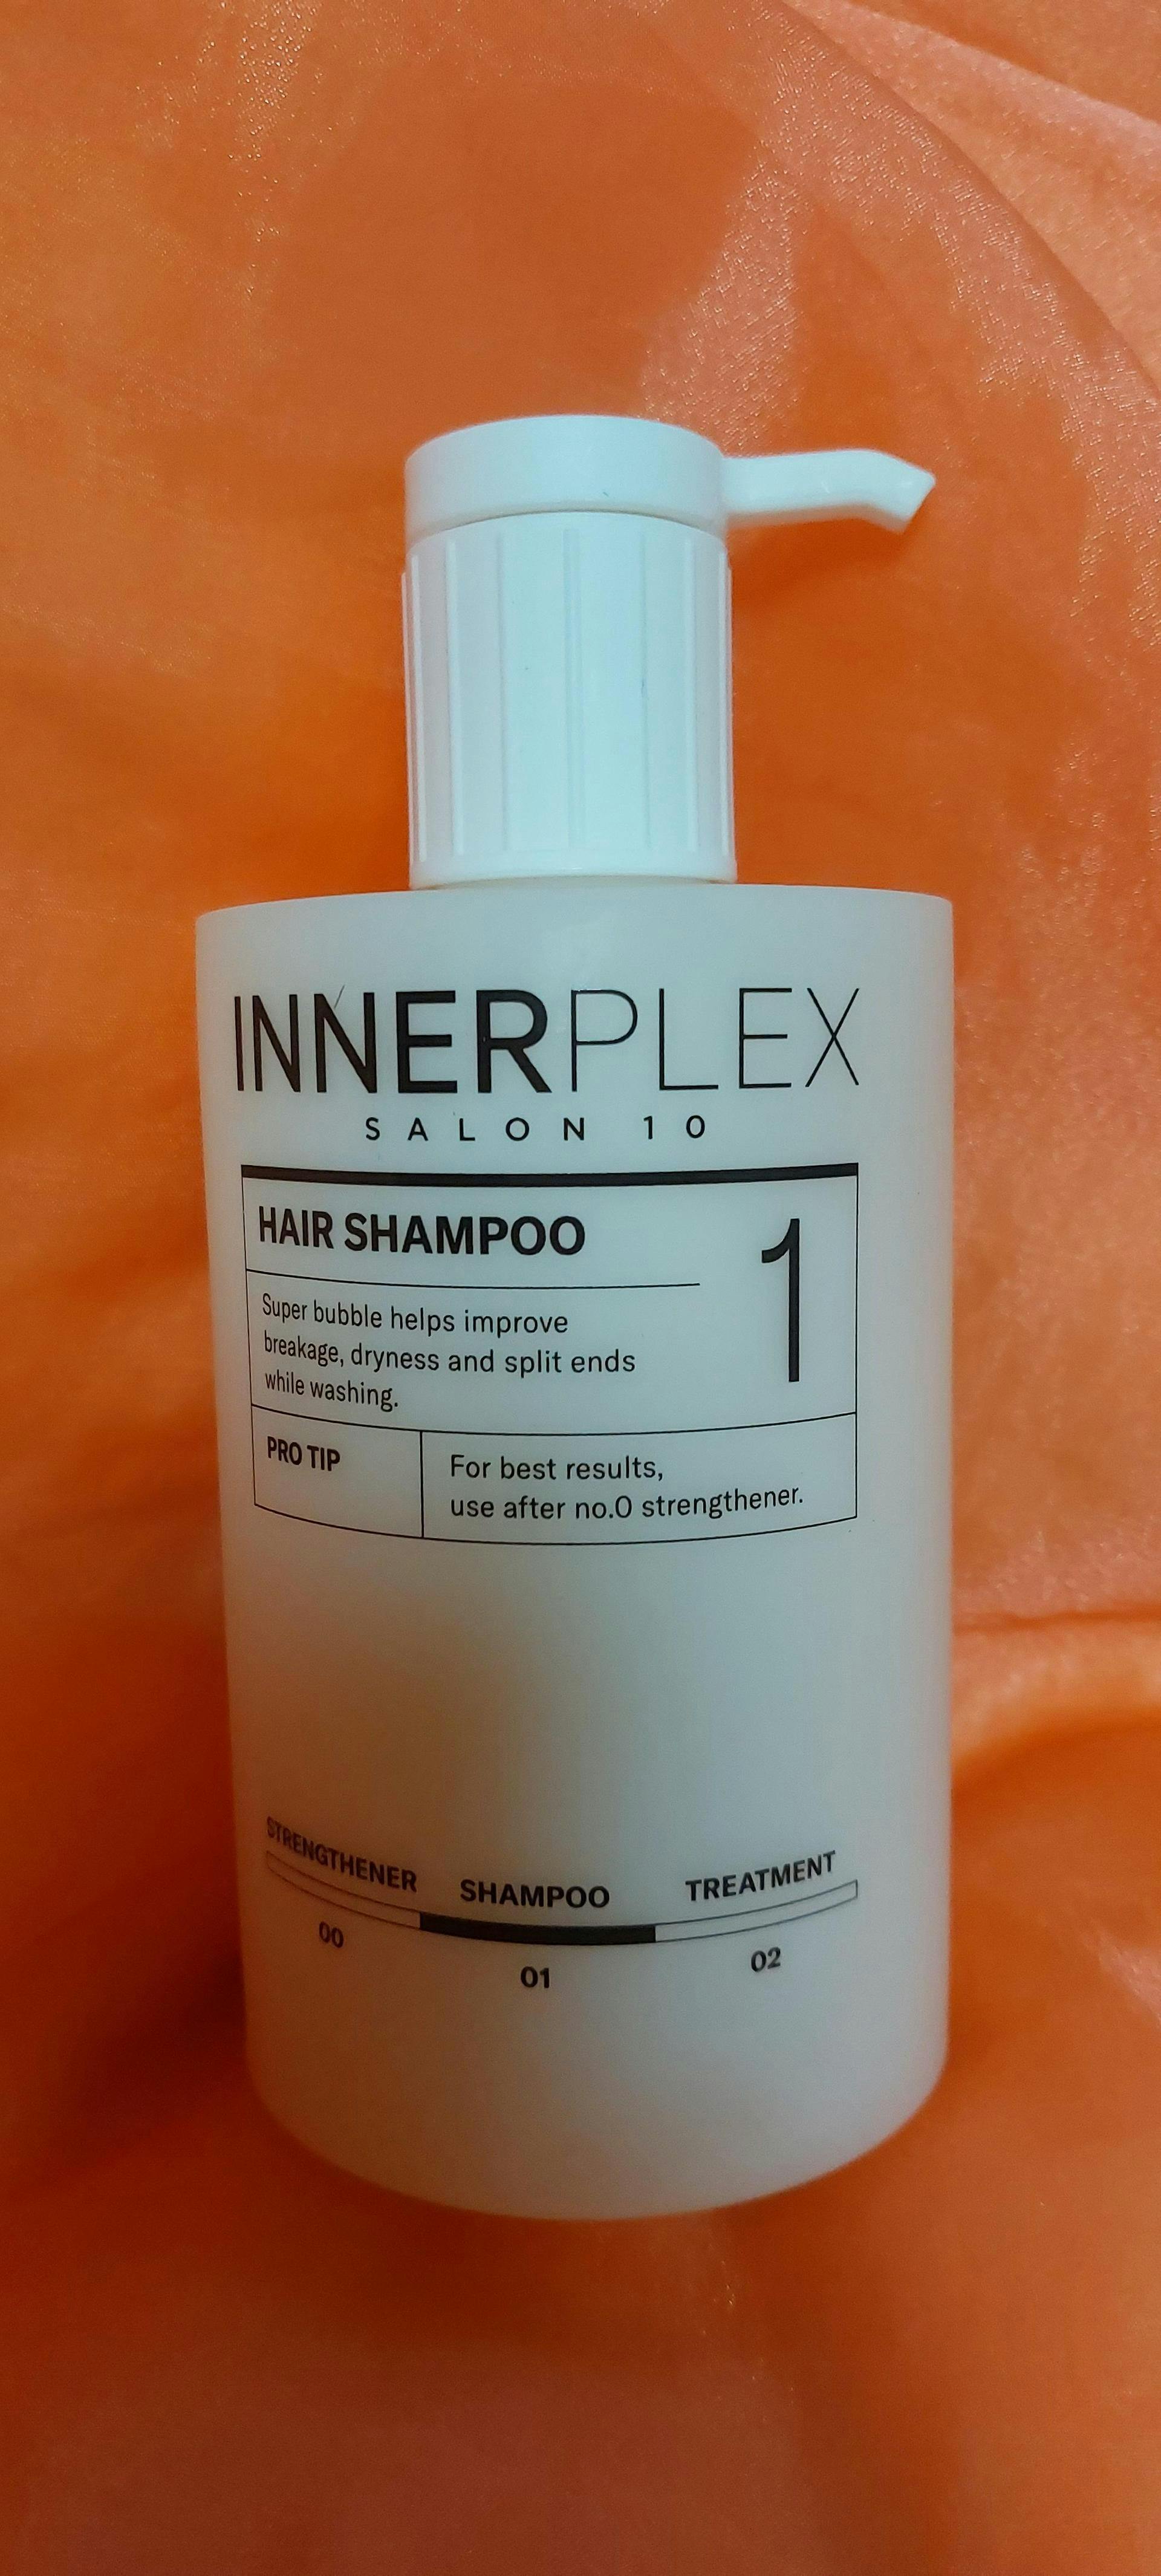 INNERPLEX
SALON 10
HAIR SHAMPOO
1
Super bubble helps improve
breakage, dryness and split ends
while washing.
PRO TIP
For best results,
use after no.0 strengthener.
STRENGTHENER SHAMPOO TREATMENT
00 01 02